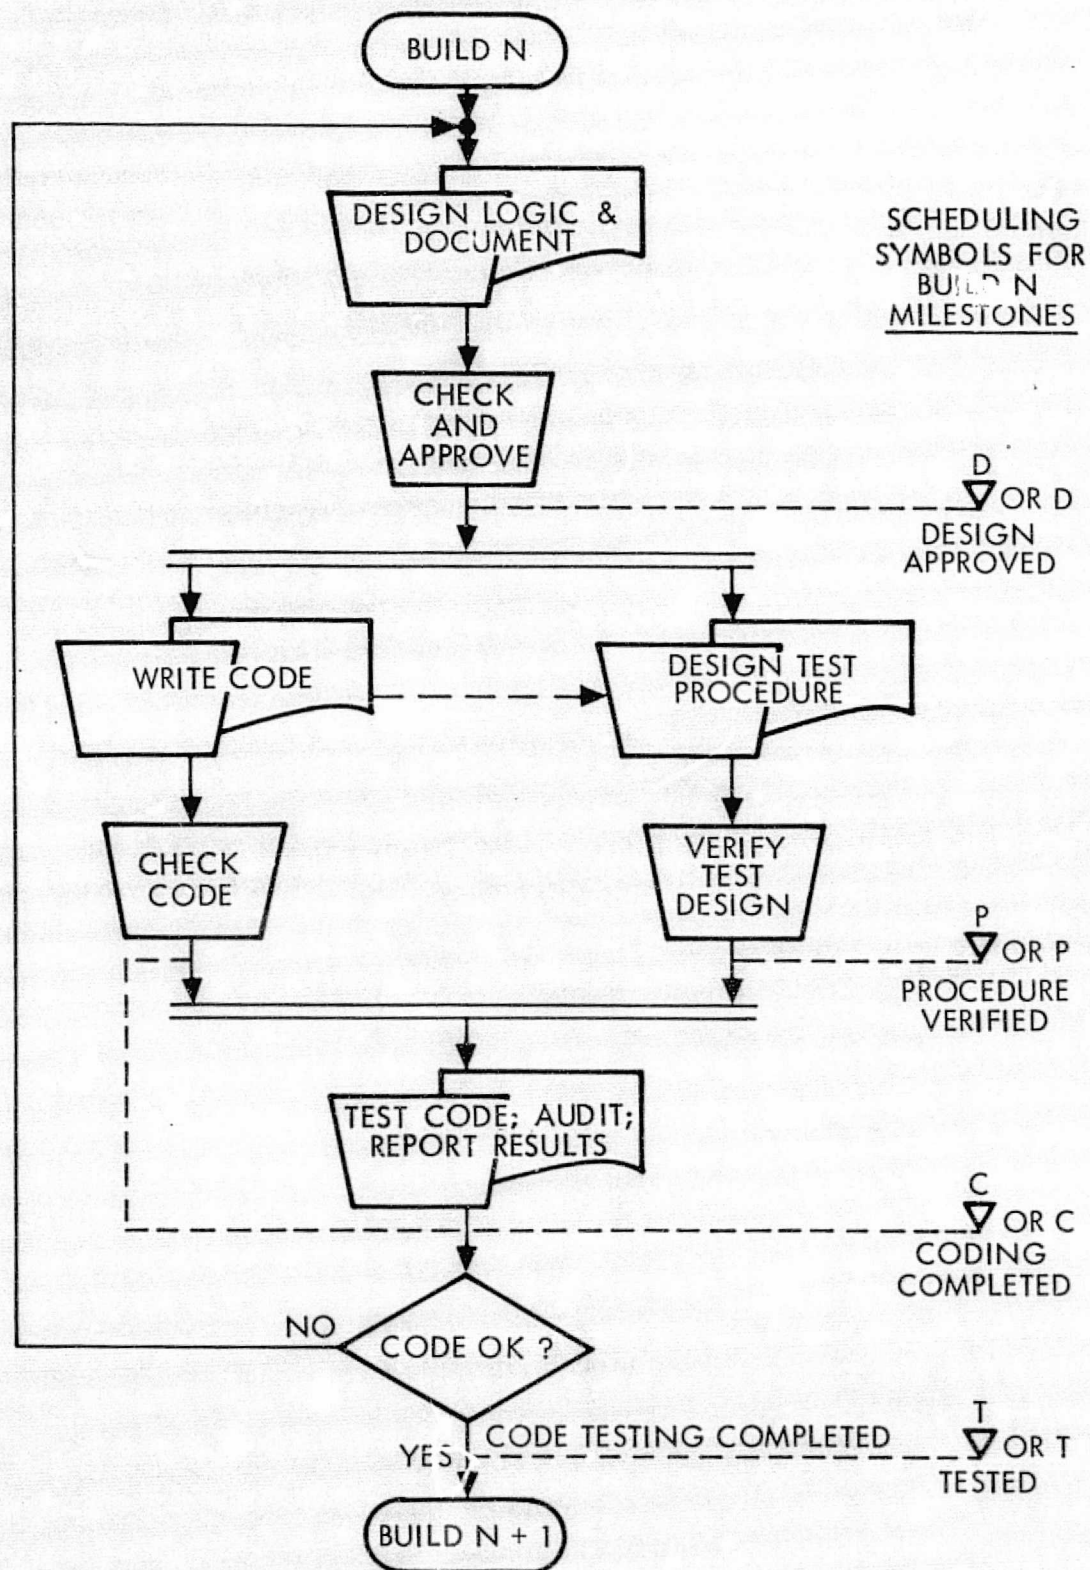 BUILD N
DESIGN LOGIC &
DOCUMENT
SCHEDULING
SYMBOLS FOR
BUILD N
MILESTONES
CHECK
AND
APPROVE
D
OR D
DESIGN
APPROVED
WRITE CODE
DESIGN TEST
PROCEDURE
CHECK
CODE
VERIFY
TEST
DESIGN
P
OR P
PROCEDURE
VERIFIED
TEST CODE; AUDIT;
REPORT RESULTS
C
OR C
CODING
COMPLETED
NO
CODE OK ?
YES
CODE TESTING COMPLETED
T
OR T
TESTED
BUILD N + 1